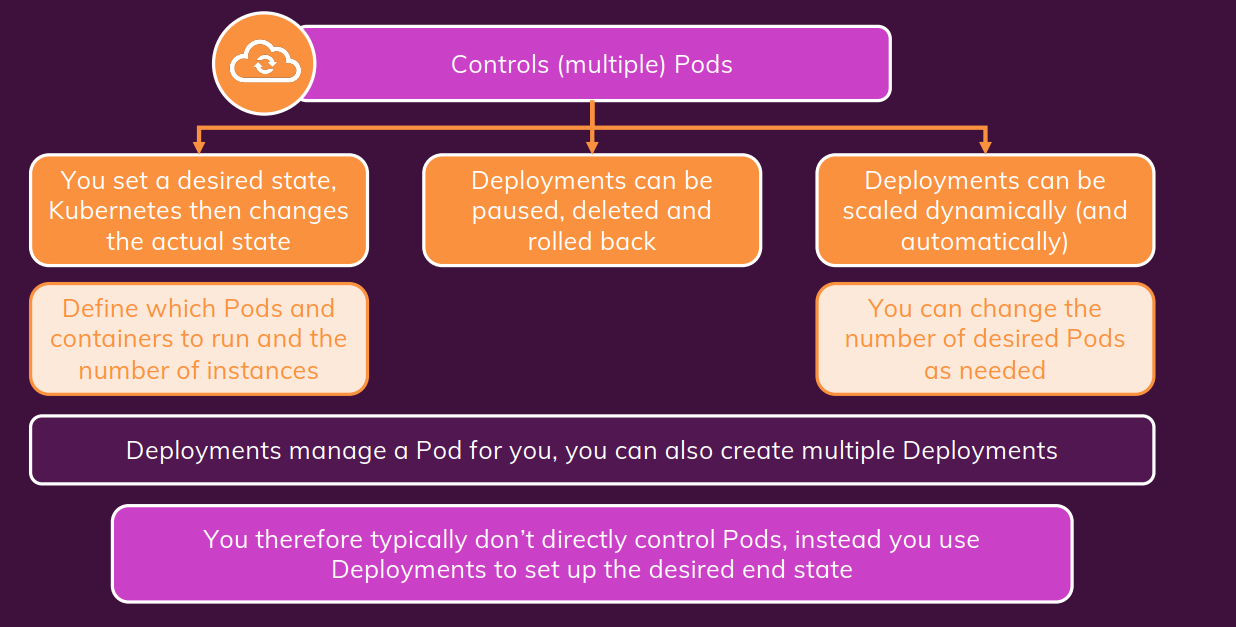 Controls (multiple) Pods
You set a desired state,
Kubernetes then changes
the actual state
Deployments can be
paused, deleted and
rolled back
Deployments can be
scaled dynamically (and
automatically)
Define which Pods and
containers to run and the
number of instances
You can change the
number of desired Pods
as needed
Deployments manage a Pod for you, you can also create multiple Deployments
You therefore typically don’t directly control Pods, instead you use
Deployments to set up the desired end state